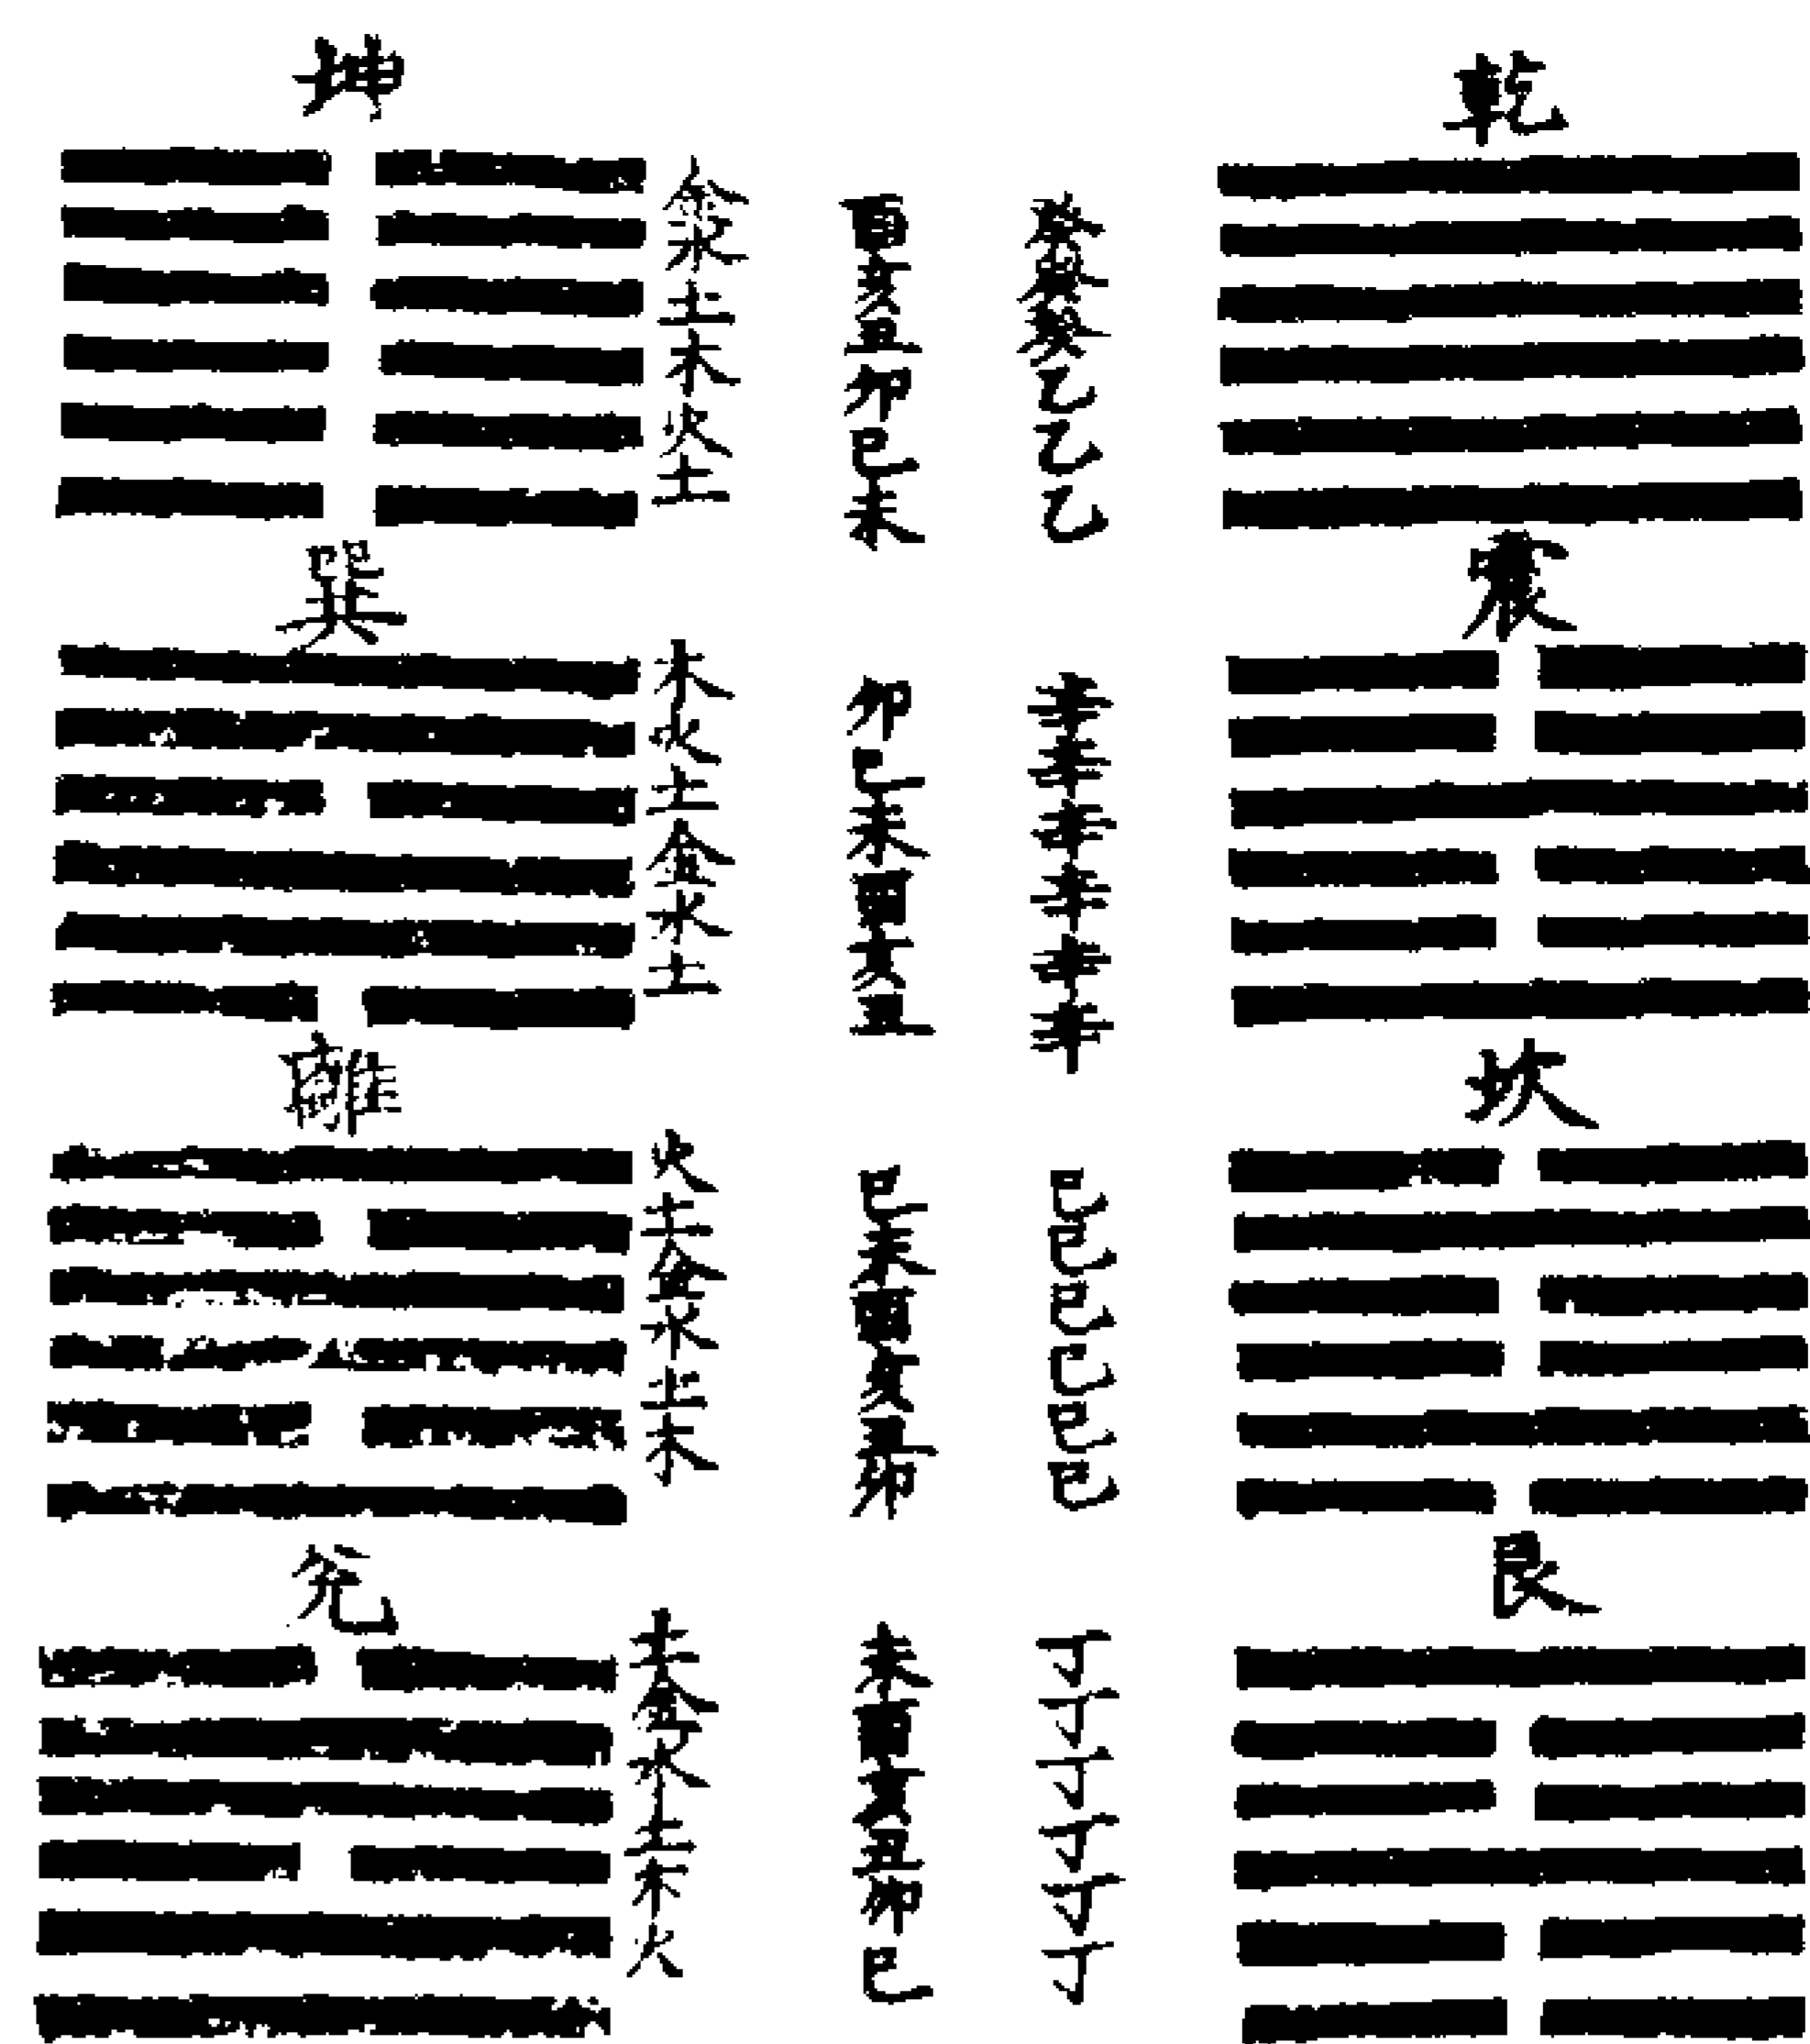 乾
癸癸癸乙乙乙
酉亥丑卯巳未
金水土木火土
坤
震
辛辛辛辛辛辛
卯巳未酉亥丑
木火土金水土
巽
坎
己己己己己己
巳未酉亥丑卯
火土金水土木
離
艮
丁丁丁丁丁丁
未酉亥丑卯巳
土金水土木火
兌